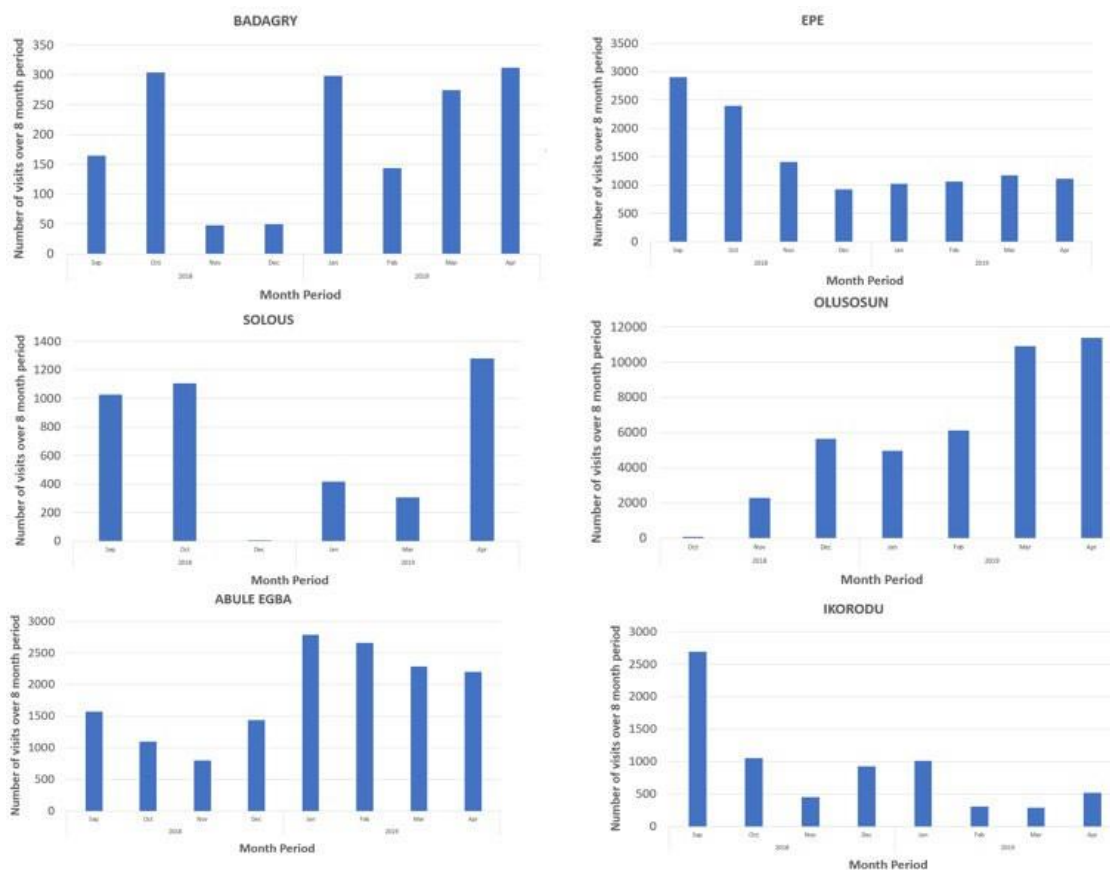 BADAGRY
Number of visits over 8 month period
350
300
250
200
150
100
50
0
Sep Oct Nov Dec Jan Feb Mar Apr
2018 2019
Month Period
EPE
Number of visits over 8 month period
3500
3000
2500
2000
1500
1000
500
0
Sep Oct Nov Dec Jan Feb Mar Apr
2018 2019
Month Period
SOLOUS
Number of visits over 8 month period
1400
1200
1000
800
600
400
200
0
Sep Oct Dec Jan Mar Apr
2018 2019
Month Period
OLUSOSUN
Number of visits over 8 month period
12000
10000
8000
6000
4000
2000
0
Oct Nov Dec Jan Feb Mar Apr
2018 2019
Month Period
ABULE EGBA
Number of visits over 8 month period
3000
2500
2000
1500
1000
500
0
Sep Oct Nov Dec Jan Feb Mar Apr
2018 2019
Month Period
IKORODU
Number of visits over 8 month period
3000
2500
2000
1500
1000
500
0
Sep Oct Nov Dec Jan Feb Mar Apr
2018 2019
Month Period